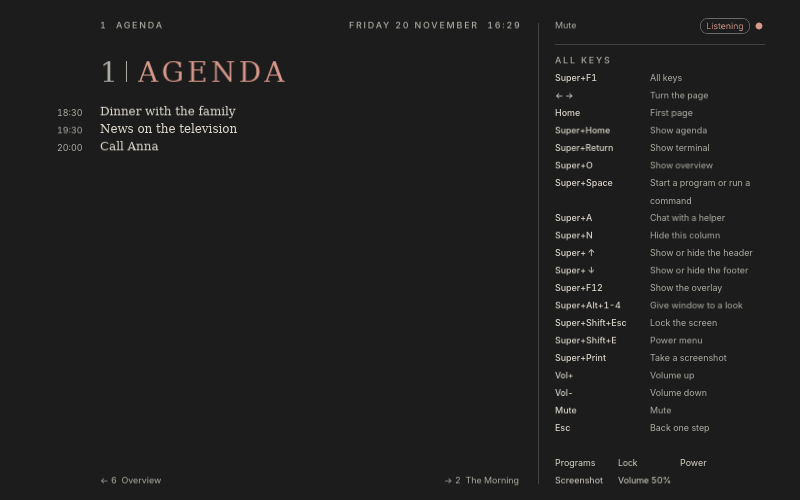 1 AGENDA
FRIDAY 20 NOVEMBER 16:29
1 | AGENDA
18:30 Dinner with the family
19:30 News on the television
20:00 Call Anna
← 6 Overview
→ 2 The Morning
Mute
Listening
ALL KEYS
Super+F1 All keys
← → Turn the page
Home First page
Super+Home Show agenda
Super+Return Show terminal
Super+O Show overview
Super+Space Start a program or run a
command
Super+A Chat with a helper
Super+N Hide this column
Super+ ↑ Show or hide the header
Super+ ↓ Show or hide the footer
Super+F12 Show the overlay
Super+Alt+1-4 Give window to a look
Super+Shift+Esc Lock the screen
Super+Shift+E Power menu
Super+Print Take a screenshot
Vol+ Volume up
Vol- Volume down
Mute Mute
Esc Back one step
Programs Lock Power
Screenshot Volume 50%